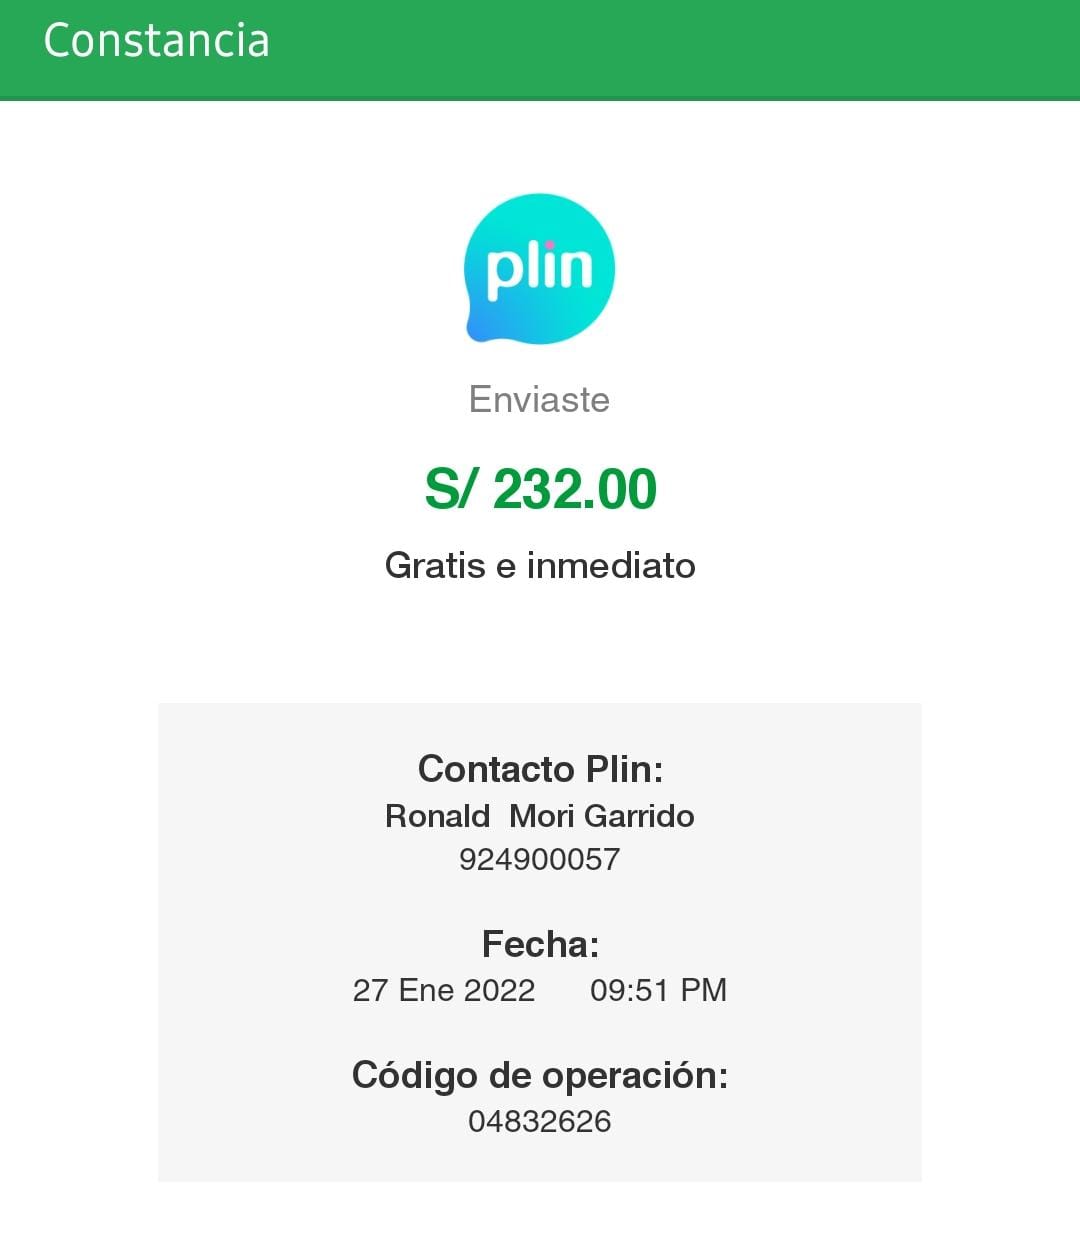 Constancia
plin
Enviaste
S/ 232.00
Gratis e inmediato
Contacto Plin:
Ronald  Mori Garrido
924900057
Fecha:
27 Ene 2022 09:51 PM
Código de operación:
04832626